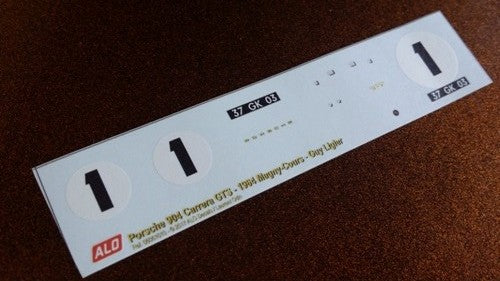 1
1
1
37 GK 03
37 GK 03
ALO
Porsche 904 Carrera GTS - 1964 Magny-Cours - Guy Ligier